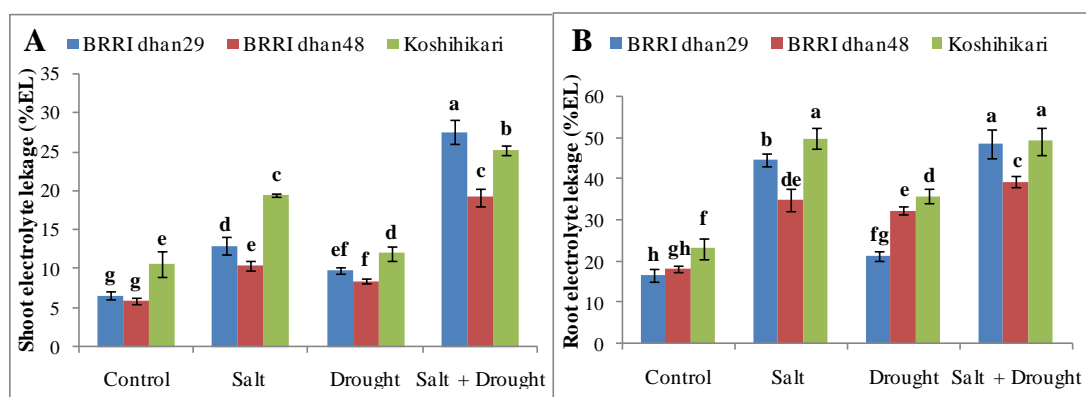 A
BRRI dhan29 BRRI dhan48 Koshihikari
Shoot electrolyte lekage (%EL)
35
30
25
20
15
10
5
0
g g e
d e c
ef f d
a c b
Control Salt Drought Salt + Drought
B
BRRI dhan29 BRRI dhan48 Koshihikari
Root electrolyte lekage (%EL)
60
50
40
30
20
10
0
h gh f
b de a
fg e d
a c a
Control Salt Drought Salt + Drought